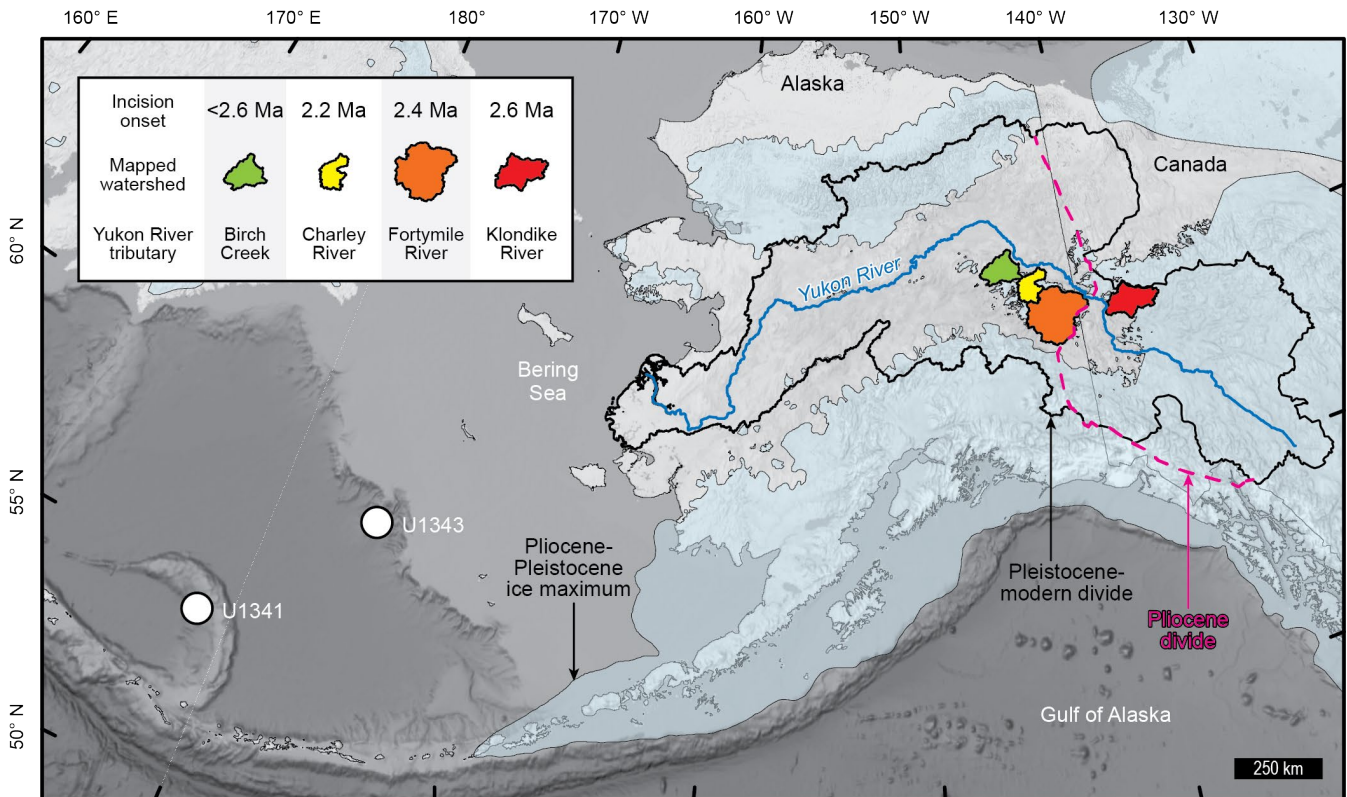 160° E
170° E
180°
170° W
160° W
150° W
140° W
130° W
60° N
55° N
50° N
Incision
onset
<2.6 Ma
2.2 Ma
2.4 Ma
2.6 Ma
Mapped
watershed
Yukon River
tributary
Birch
Creek
Charley
River
Fortymile
River
Klondike
River
Alaska
Canada
Yukon River
Bering
Sea
U1343
U1341
Pliocene-
Pleistocene
ice maximum
Pleistocene-
modern divide
Pliocene
divide
Gulf of Alaska
250 km